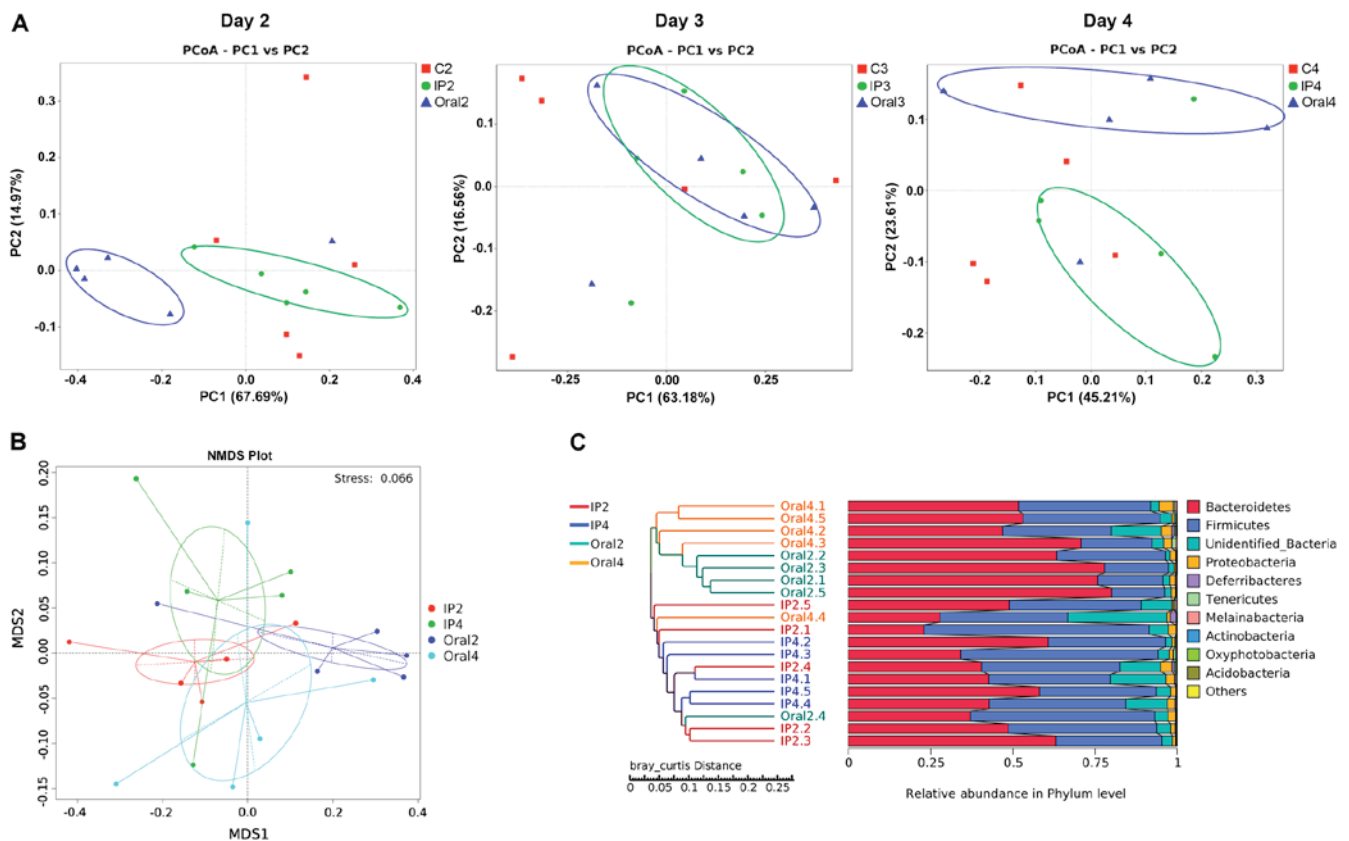 A
Day 2
Day 3
Day 4
PCoA - PC1 vs PC2
PCoA - PC1 vs PC2
PCoA - PC1 vs PC2
C2
IP2
Oral2
C3
IP3
Oral3
C4
IP4
Oral4
PC2 (14.97%)
0.3
0.2
0.1
0.0
-0.1
-0.4
-0.2
0.0
0.2
0.4
PC1 (67.69%)
PC2 (16.56%)
0.1
0.0
-0.1
-0.2
-0.25
0.00
0.25
PC1 (63.18%)
PC2 (23.61%)
0.1
0.0
-0.1
-0.2
-0.2
0.1
0.0
0.1
0.2
0.3
PC1 (45.21%)
B
NMDS Plot
Stress: 0.066
MDS2
0.20
0.15
0.10
0.05
0.00
-0.05
-0.10
-0.15
-0.4
-0.2
0.0
0.2
0.4
MDS1
IP2
IP4
Oral2
Oral4
C
IP2
IP4
Oral2
Oral4
Oral4.1
Oral4.5
Oral4.2
Oral4.3
Oral2.2
Oral2.3
Oral2.1
Oral2.5
IP2.5
Oral4.4
IP2.1
IP4.2
IP4.3
IP2.4
IP4.1
IP4.5
IP4.4
Oral2.4
IP2.2
IP2.3
bray_curtis Distance
0 0.05 0.10 0.15 0.20 0.25
0 0.25 0.5 0.75 1
Relative abundance in Phylum level
Bacteroidetes
Firmicutes
Unidentified_Bacteria
Proteobacteria
Deferribacteres
Tenericutes
Melainabacteria
Actinobacteria
Oxyphotobacteria
Acidobacteria
Others